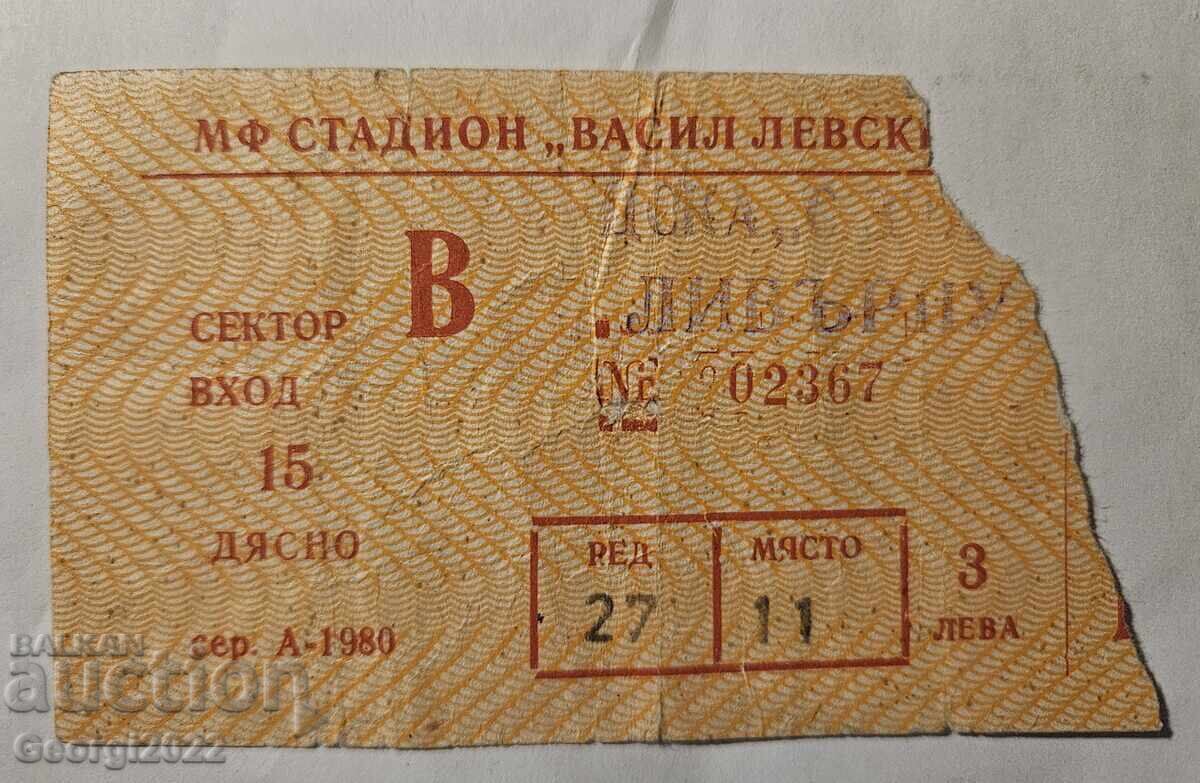 МФ СТАДИОН „ВАСИЛ ЛЕВСК
ЦСКА „С
ЛИВЪРПУ
В
СЕКТОР
ВХОД
№ 02367
15
ДЯСНО
РЕД МЯСТО
27 11
3
ЛЕВА
сер. А-1980
BALKAN
auction
Georgi2022